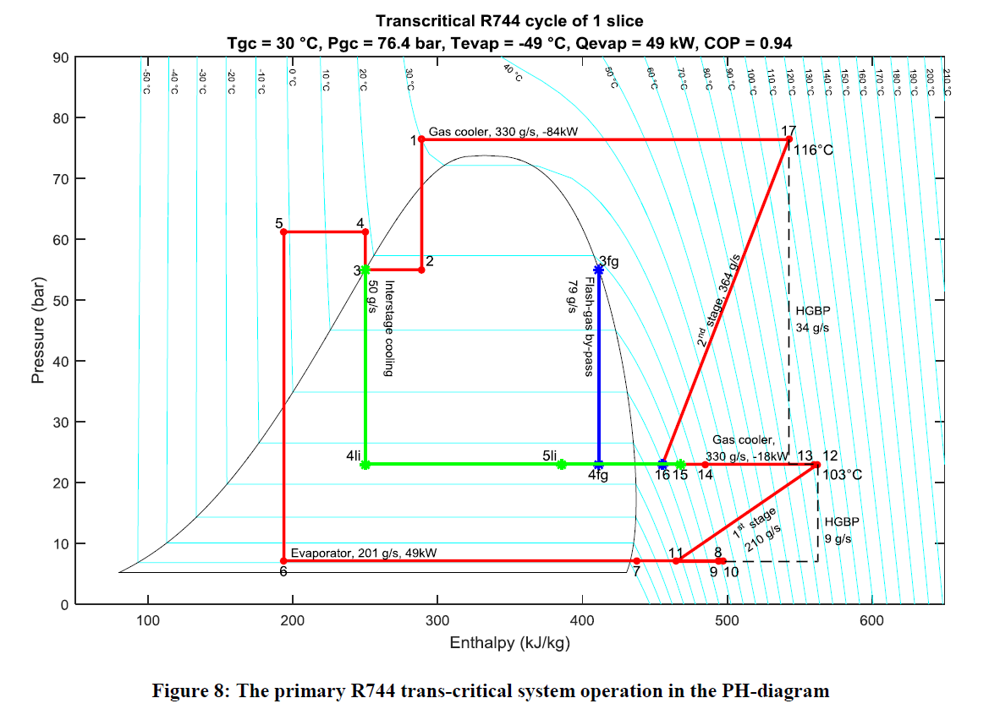 Transcritical R744 cycle of 1 slice
Tgc = 30 °C, Pgc = 76.4 bar, Tevap = -49 °C, Qevap = 49 kW, COP = 0.94
90
80
70
60
50
40
30
20
10
0
Pressure (bar)
-50 °C
-40 °C
-30 °C
-20 °C
-10 °C
0 °C
10 °C
20 °C
30 °C
40 °C
50 °C
60 °C
70 °C
80 °C
90 °C
100 °C
110 °C
120 °C
130 °C
140 °C
150 °C
160 °C
170 °C
180 °C
190 °C
200 °C
210 °C
1
Gas cooler, 330 g/s, -84kW
17
116°C
5
4
3
2
3fg
Interstage cooling
50 g/s
Flash-gas by-pass
79 g/s
2nd stage, 364 g/s
HGBP
34 g/s
4li
5li
4fg
16
15
14
Gas cooler,
330 g/s, -18kW
13
12
103°C
1st stage
210 g/s
HGBP
9 g/s
Evaporator, 201 g/s, 49kW
6
7
11
8
9
10
100
200
300
400
500
600
Enthalpy (kJ/kg)
Figure 8: The primary R744 trans-critical system operation in the PH-diagram